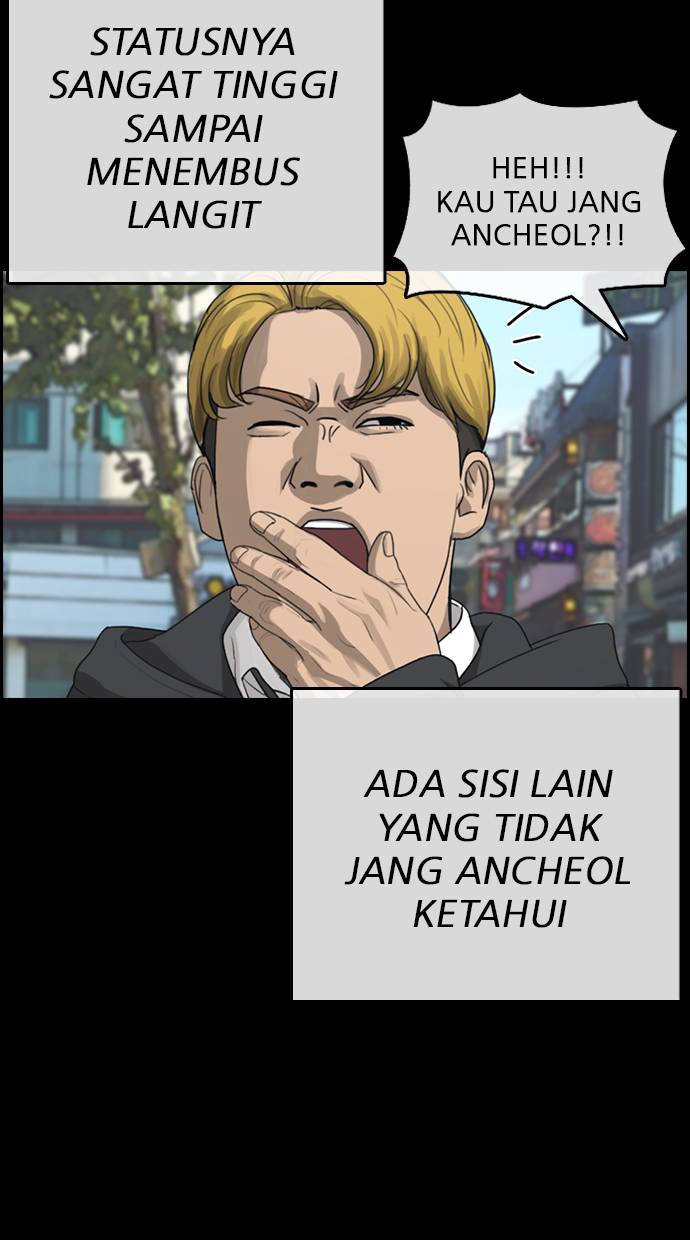 STATUSNYA
SANGAT TINGGI
SAMPAI
MENEMBUS
LANGIT
HEH!!!
KAU TAU JANG
ANCHEOL?!!
ADA SISI LAIN
YANG TIDAK
JANG ANCHEOL
KETAHUI